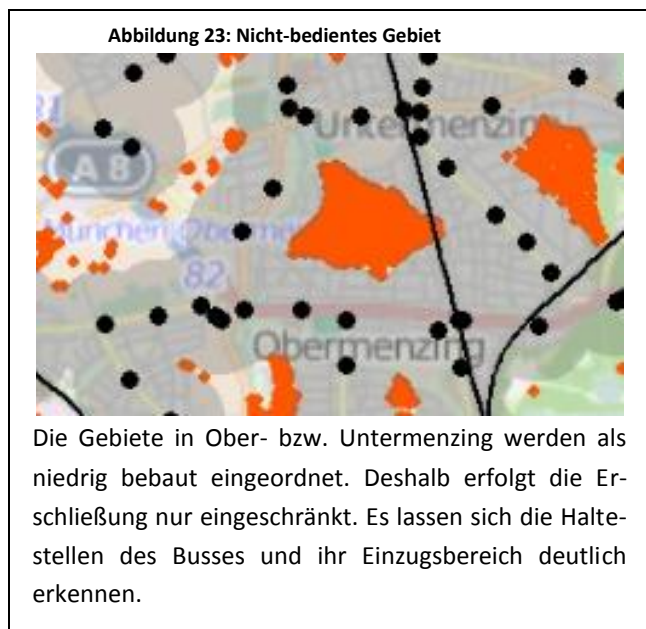 Abbildung 23: Nicht-bedientes Gebiet
Untermenzing
A 8
82
Obermenzing
Die Gebiete in Ober- bzw. Untermenzing werden als
niedrig bebaut eingeordnet. Deshalb erfolgt die Er-
schließung nur eingeschränkt. Es lassen sich die Halte-
stellen des Busses und ihr Einzugsbereich deutlich
erkennen.